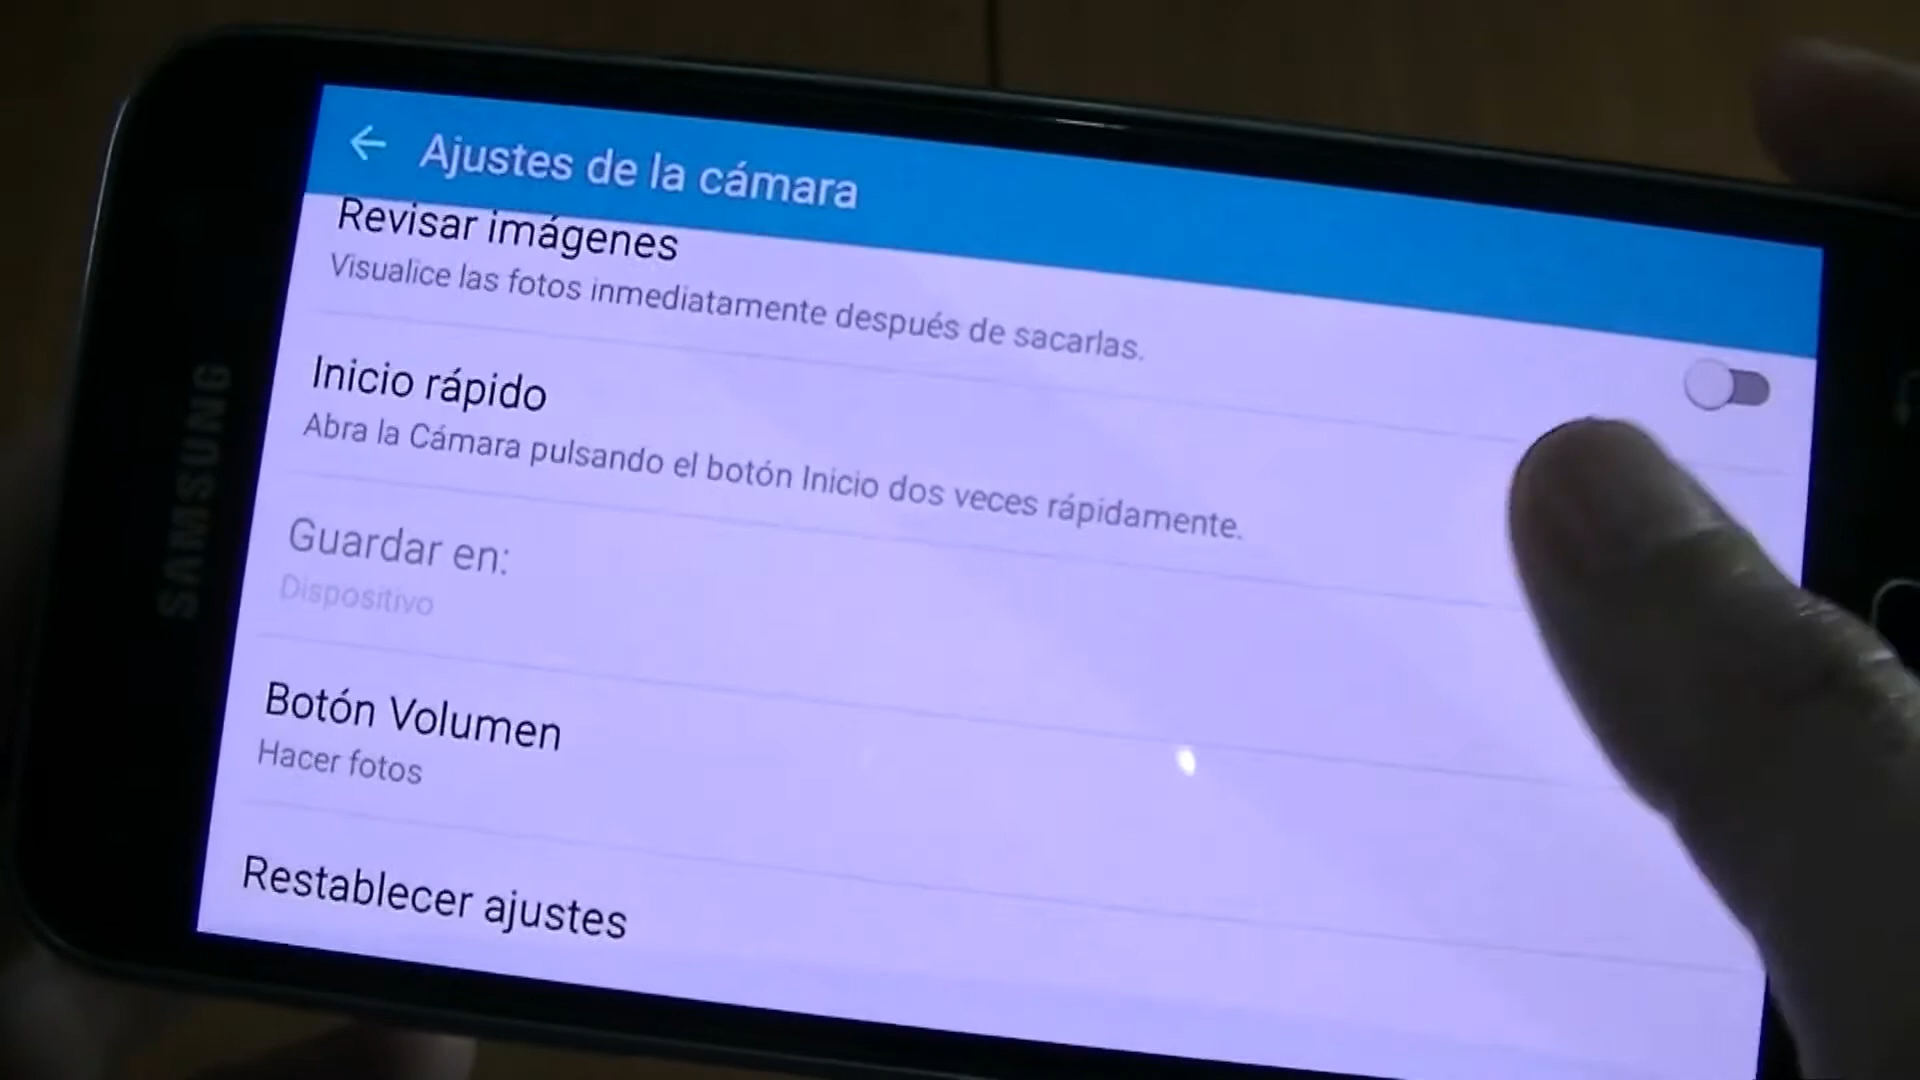 Ajustes de la cámara
Revisar imágenes
Visualice las fotos inmediatamente después de sacarlas.
Inicio rápido
Abra la Cámara pulsando el botón Inicio dos veces rápidamente.
Guardar en:
Dispositivo
Botón Volumen
Hacer fotos
Restablecer ajustes
SAMSUNG